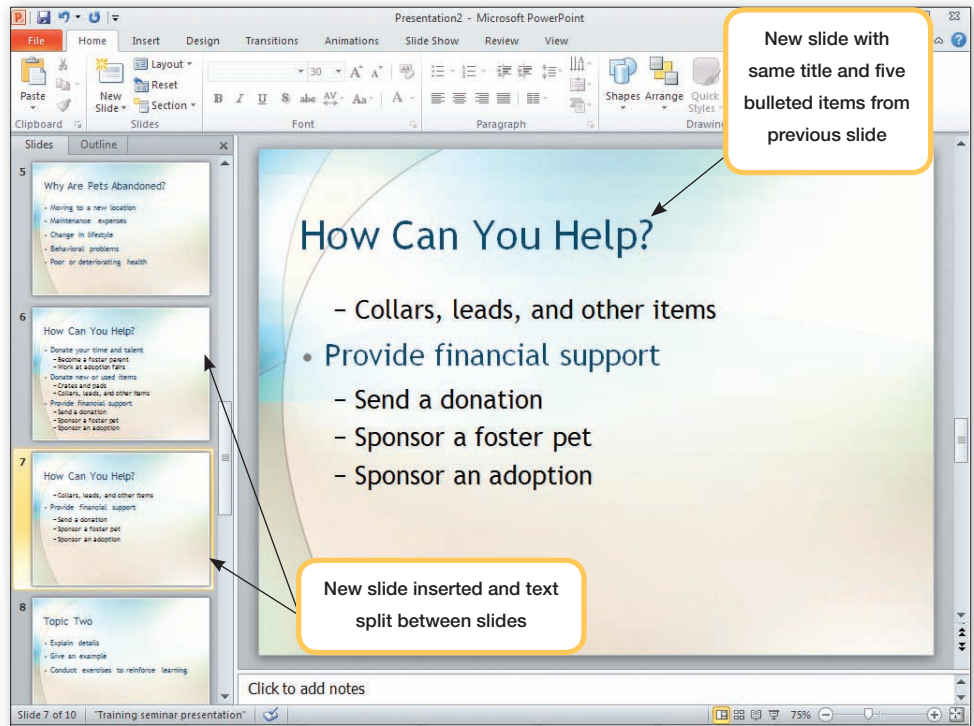 Presentation2 - Microsoft PowerPoint
File Home Insert Design Transitions Animations Slide Show Review View
Paste
Clipboard
New Slide
Layout
Reset
Section
Slides
30
B I U S abc AV Aa A
Font
Paragraph
Shapes Arrange Quick Styles
Drawing
New slide with
same title and five
bulleted items from
previous slide
Slides Outline
5
Why Are Pets Abandoned?
- Moving to a new location
- Maintenance expenses
- Change in lifestyle
- Behavioral problems
- Poor or deteriorating health
6
How Can You Help?
- Donate your time and talent
– Become a foster parent
– Work at adoption fairs
- Donate new or used items
– Crates and pads
– Collars, leads, and other items
- Provide financial support
– Send a donation
– Sponsor a foster pet
– Sponsor an adoption
7
How Can You Help?
– Collars, leads, and other items
- Provide financial support
– Send a donation
– Sponsor a foster pet
– Sponsor an adoption
8
Topic Two
- Explain details
- Give an example
- Conduct exercises to reinforce learning
How Can You Help?
– Collars, leads, and other items
• Provide financial support
– Send a donation
– Sponsor a foster pet
– Sponsor an adoption
New slide inserted and text
split between slides
Click to add notes
Slide 7 of 10 "Training seminar presentation" 75%